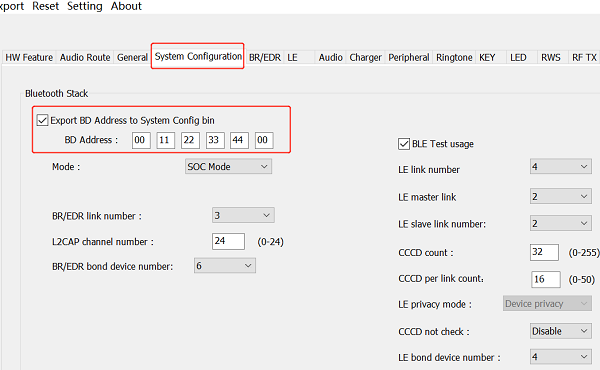 xport Reset Setting About
HW Feature Audio Route General System Configuration BR/EDR LE Audio Charger Peripheral Ringtone KEY LED RWS RF TX
Bluetooth Stack
Export BD Address to System Config bin
BD Address : 00 11 22 33 44 00
Mode : SOC Mode
BR/EDR link number : 3
L2CAP channel number : 24 (0-24)
BR/EDR bond device number: 6
BLE Test usage
LE link number 4
LE master link 2
LE slave link number: 2
CCCD count : 32 (0-255)
CCCD per link count: 16 (0-50)
LE privacy mode : Device privacy
CCCD not check : Disable
LE bond device number : 4